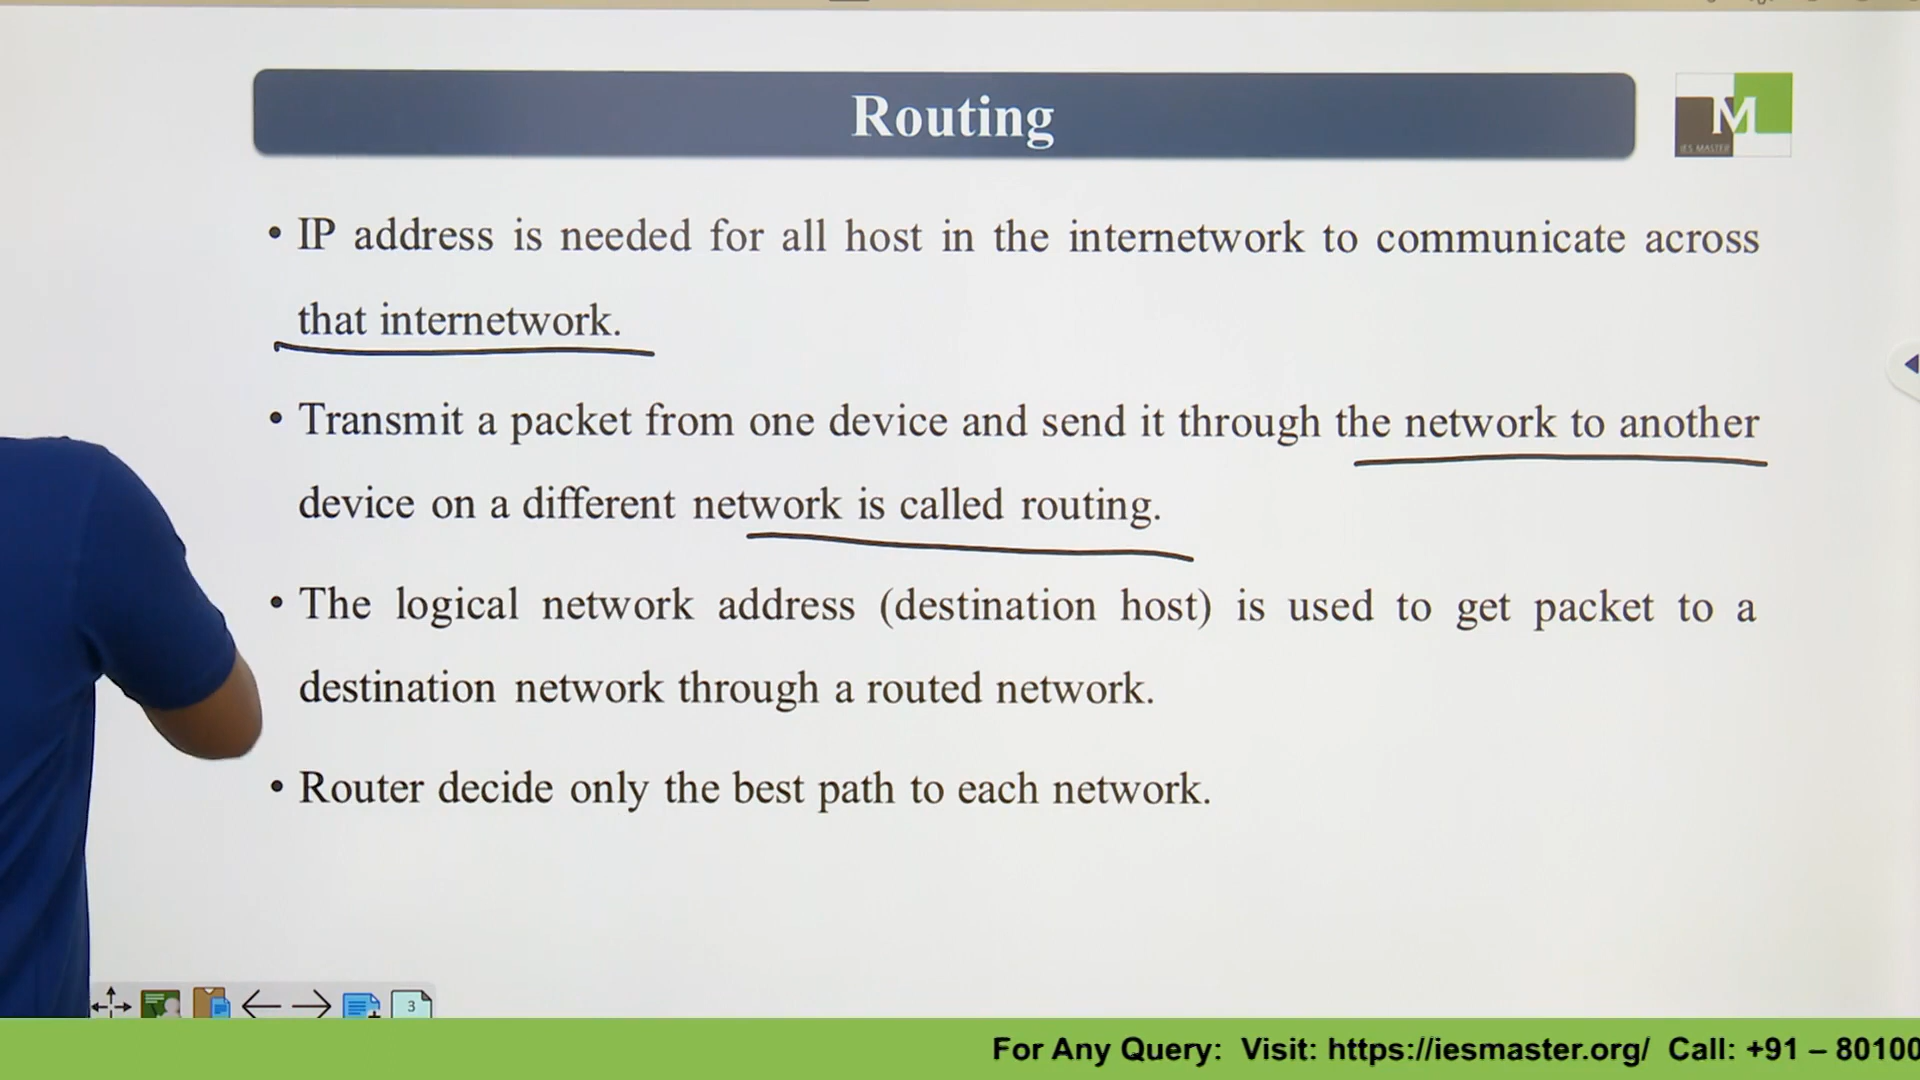 Routing
M
IES MASTER
• IP address is needed for all host in the internetwork to communicate across
that internetwork.
• Transmit a packet from one device and send it through the network to another
device on a different network is called routing.
• The logical network address (destination host) is used to get packet to a
destination network through a routed network.
• Router decide only the best path to each network.
3
For Any Query: Visit: https://iesmaster.org/ Call: +91 – 80100